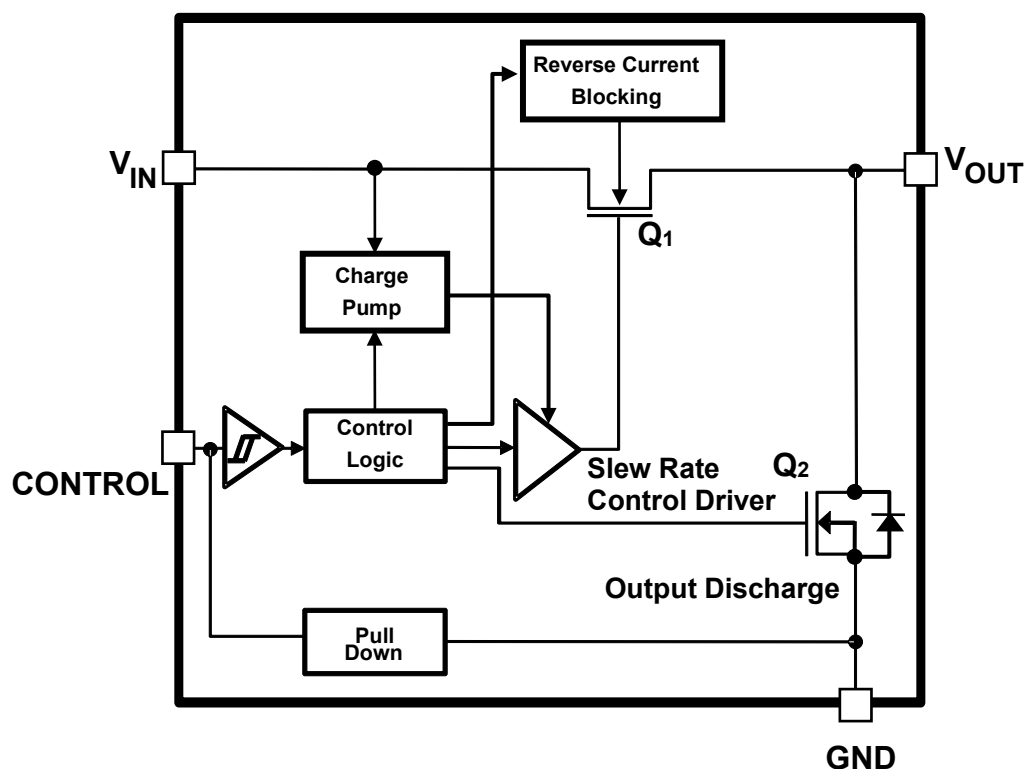 Reverse Current
Blocking
VIN
VOUT
Q1
Charge
Pump
Control
Logic
CONTROL
Slew Rate
Control Driver
Q2
Output Discharge
Pull
Down
GND